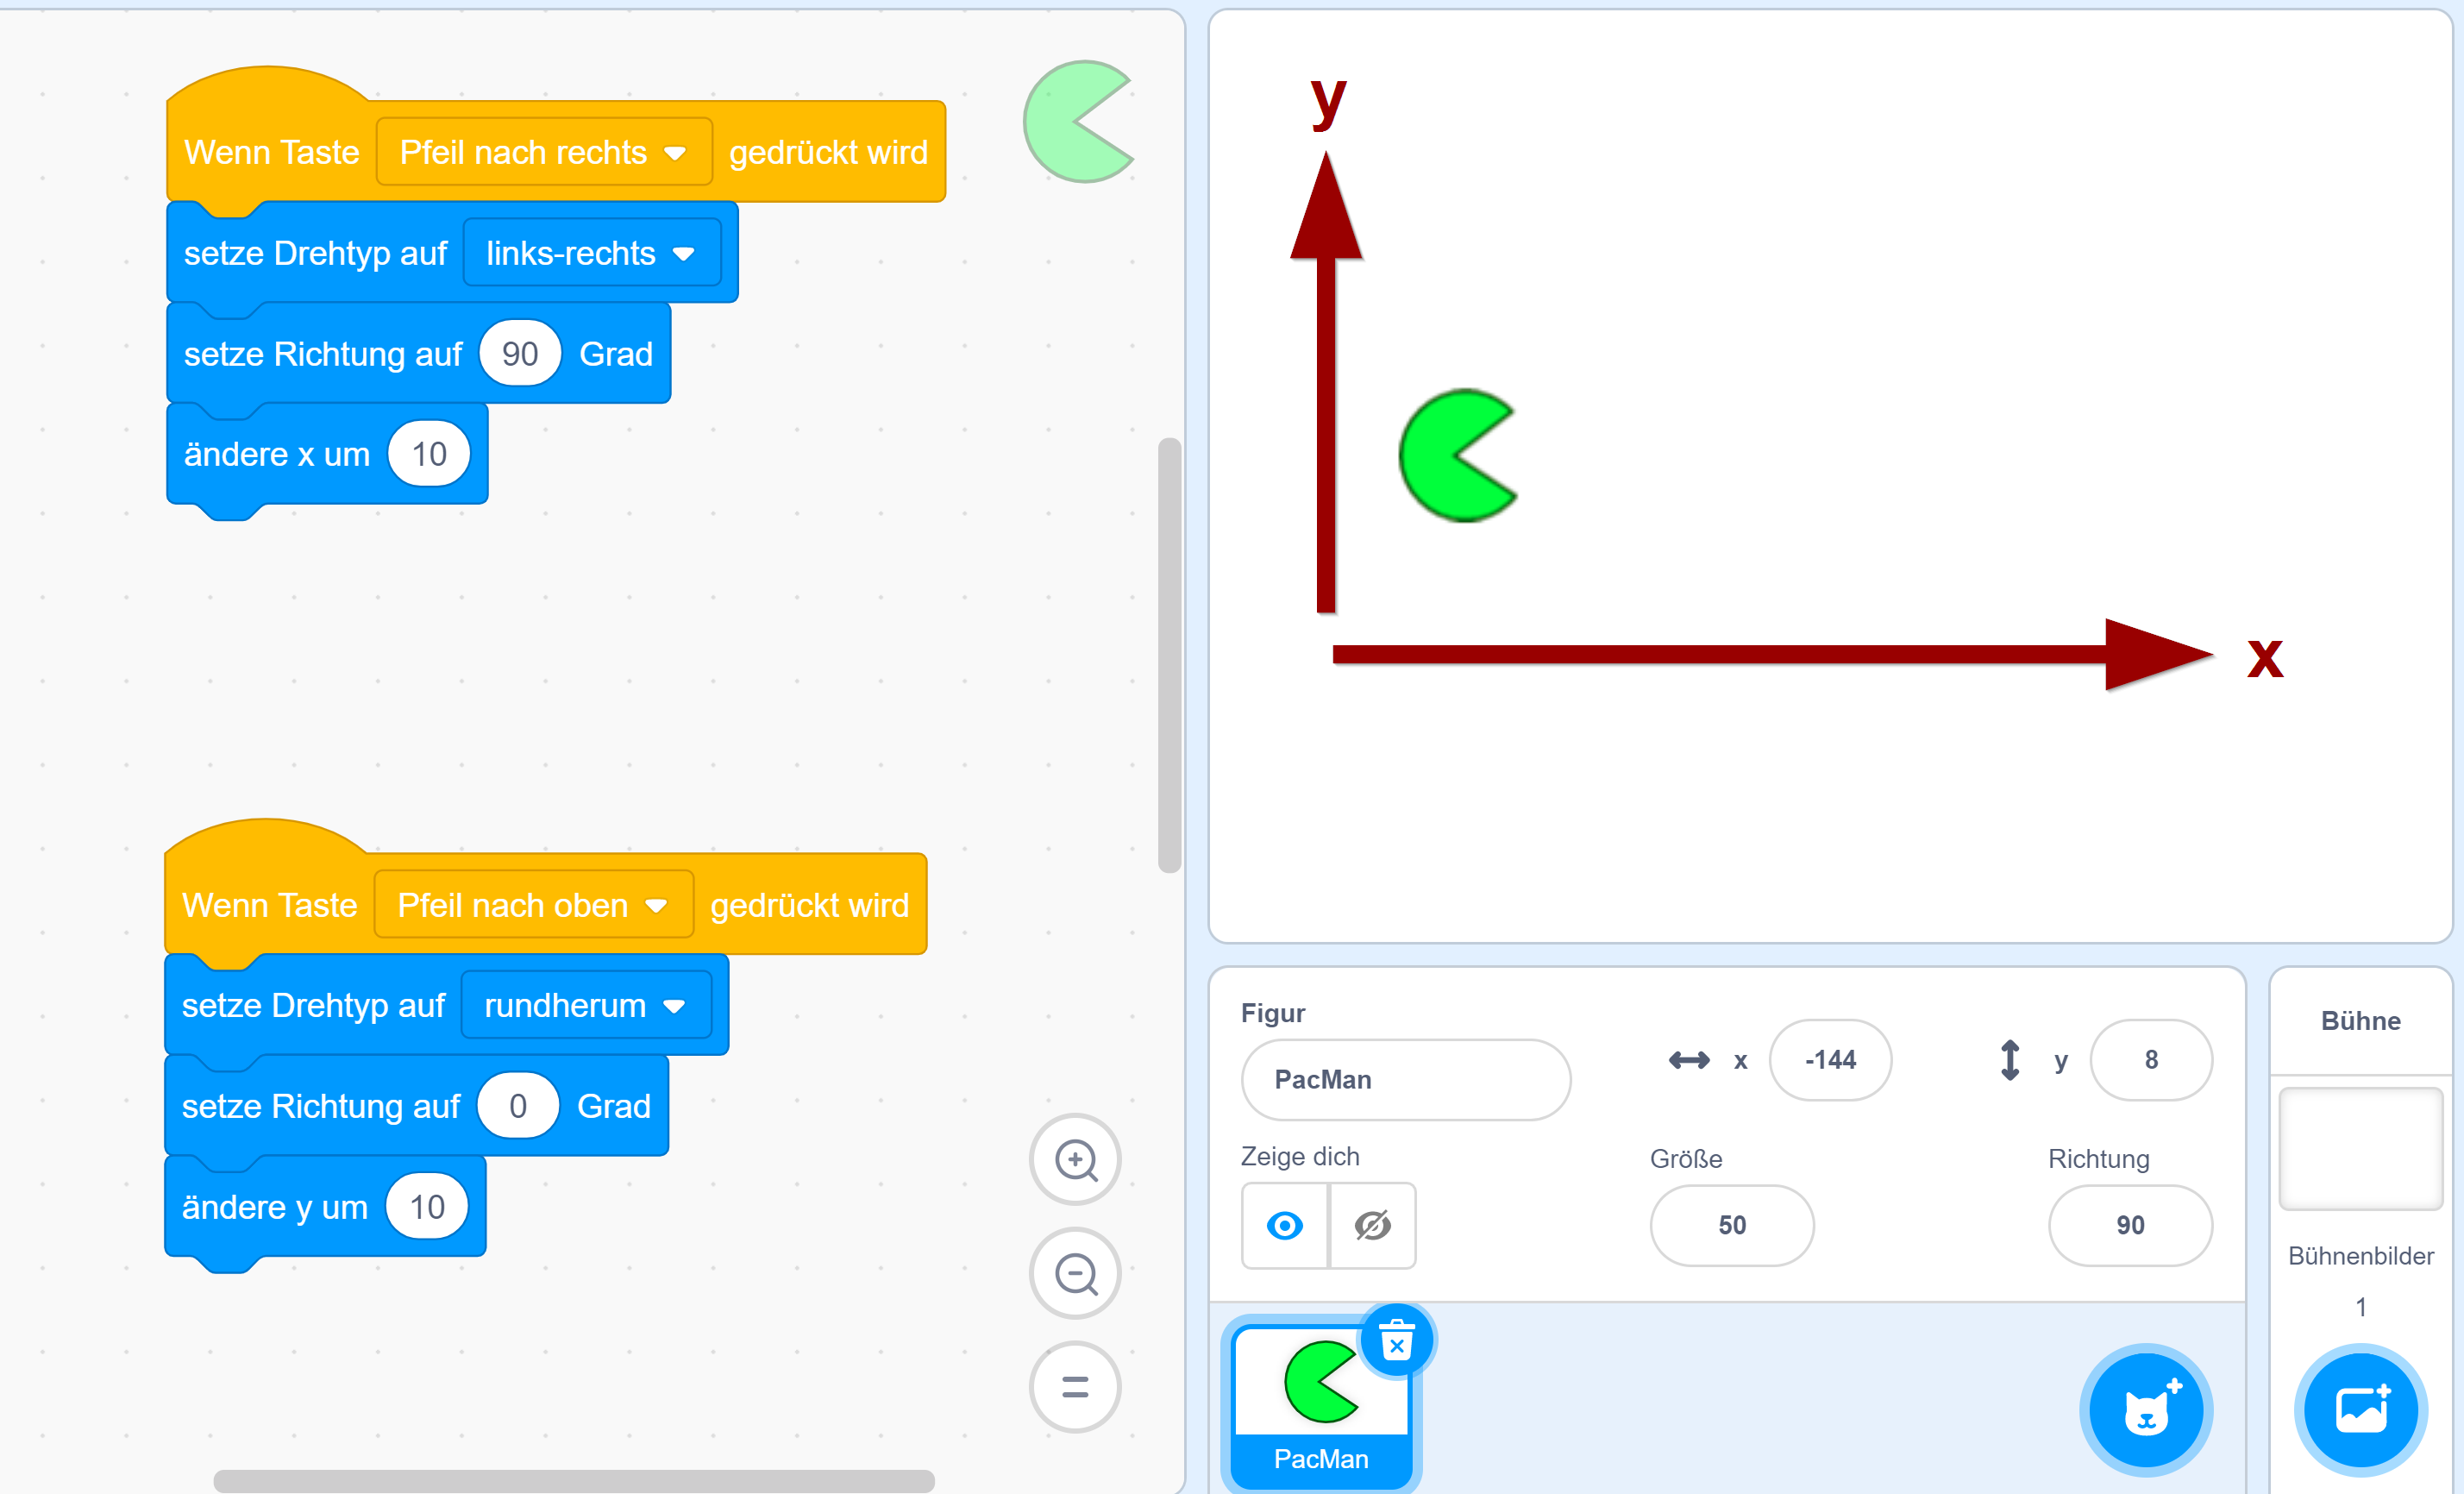 Wenn Taste Pfeil nach rechts gedrückt wird
setze Drehtyp auf links-rechts
setze Richtung auf 90 Grad
ändere x um 10
Wenn Taste Pfeil nach oben gedrückt wird
setze Drehtyp auf rundherum
setze Richtung auf 0 Grad
ändere y um 10
y
x
Figur
PacMan
x -144
y 8
Zeige dich
Größe
50
Richtung
90
PacMan
Bühne
Bühnenbilder
1